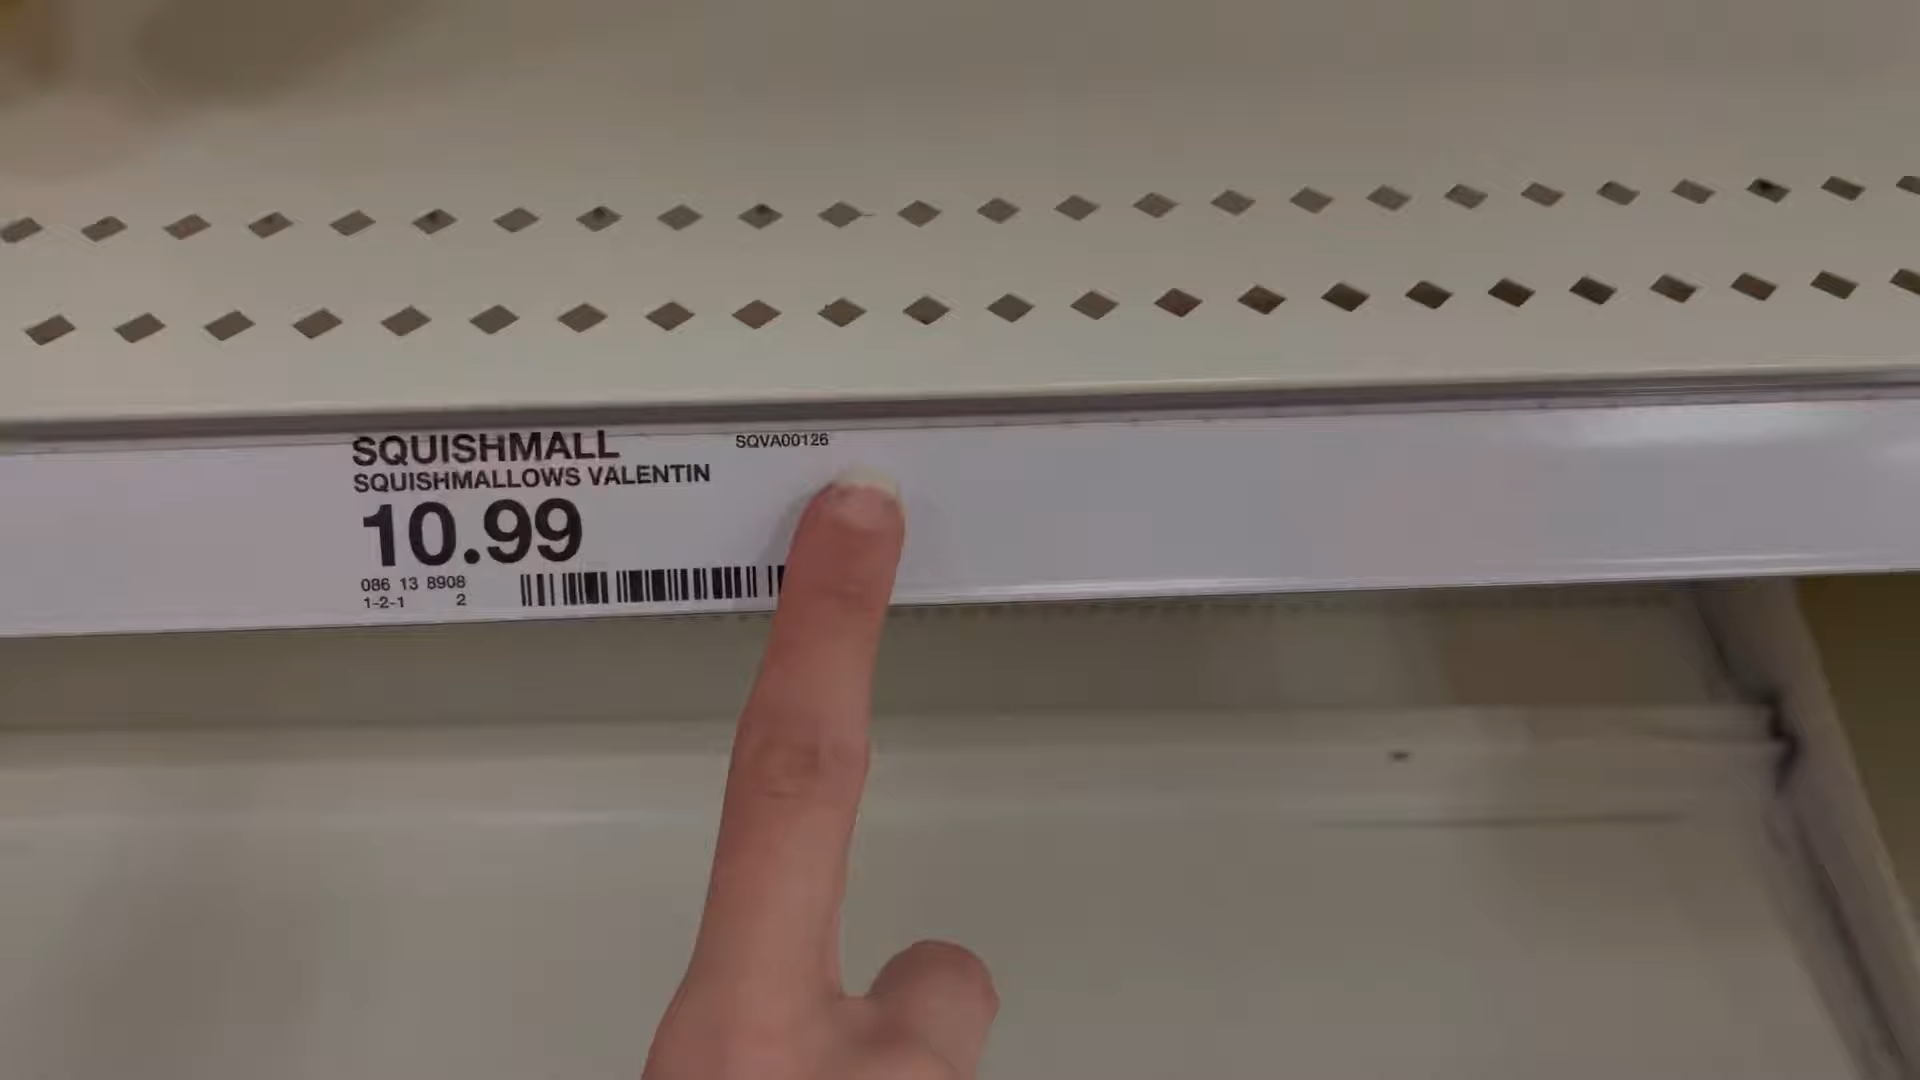 SQUISHMALL SQVA00126
SQUISHMALLOWS VALENTIN
10.99
086 13 8908
1-2-1 2